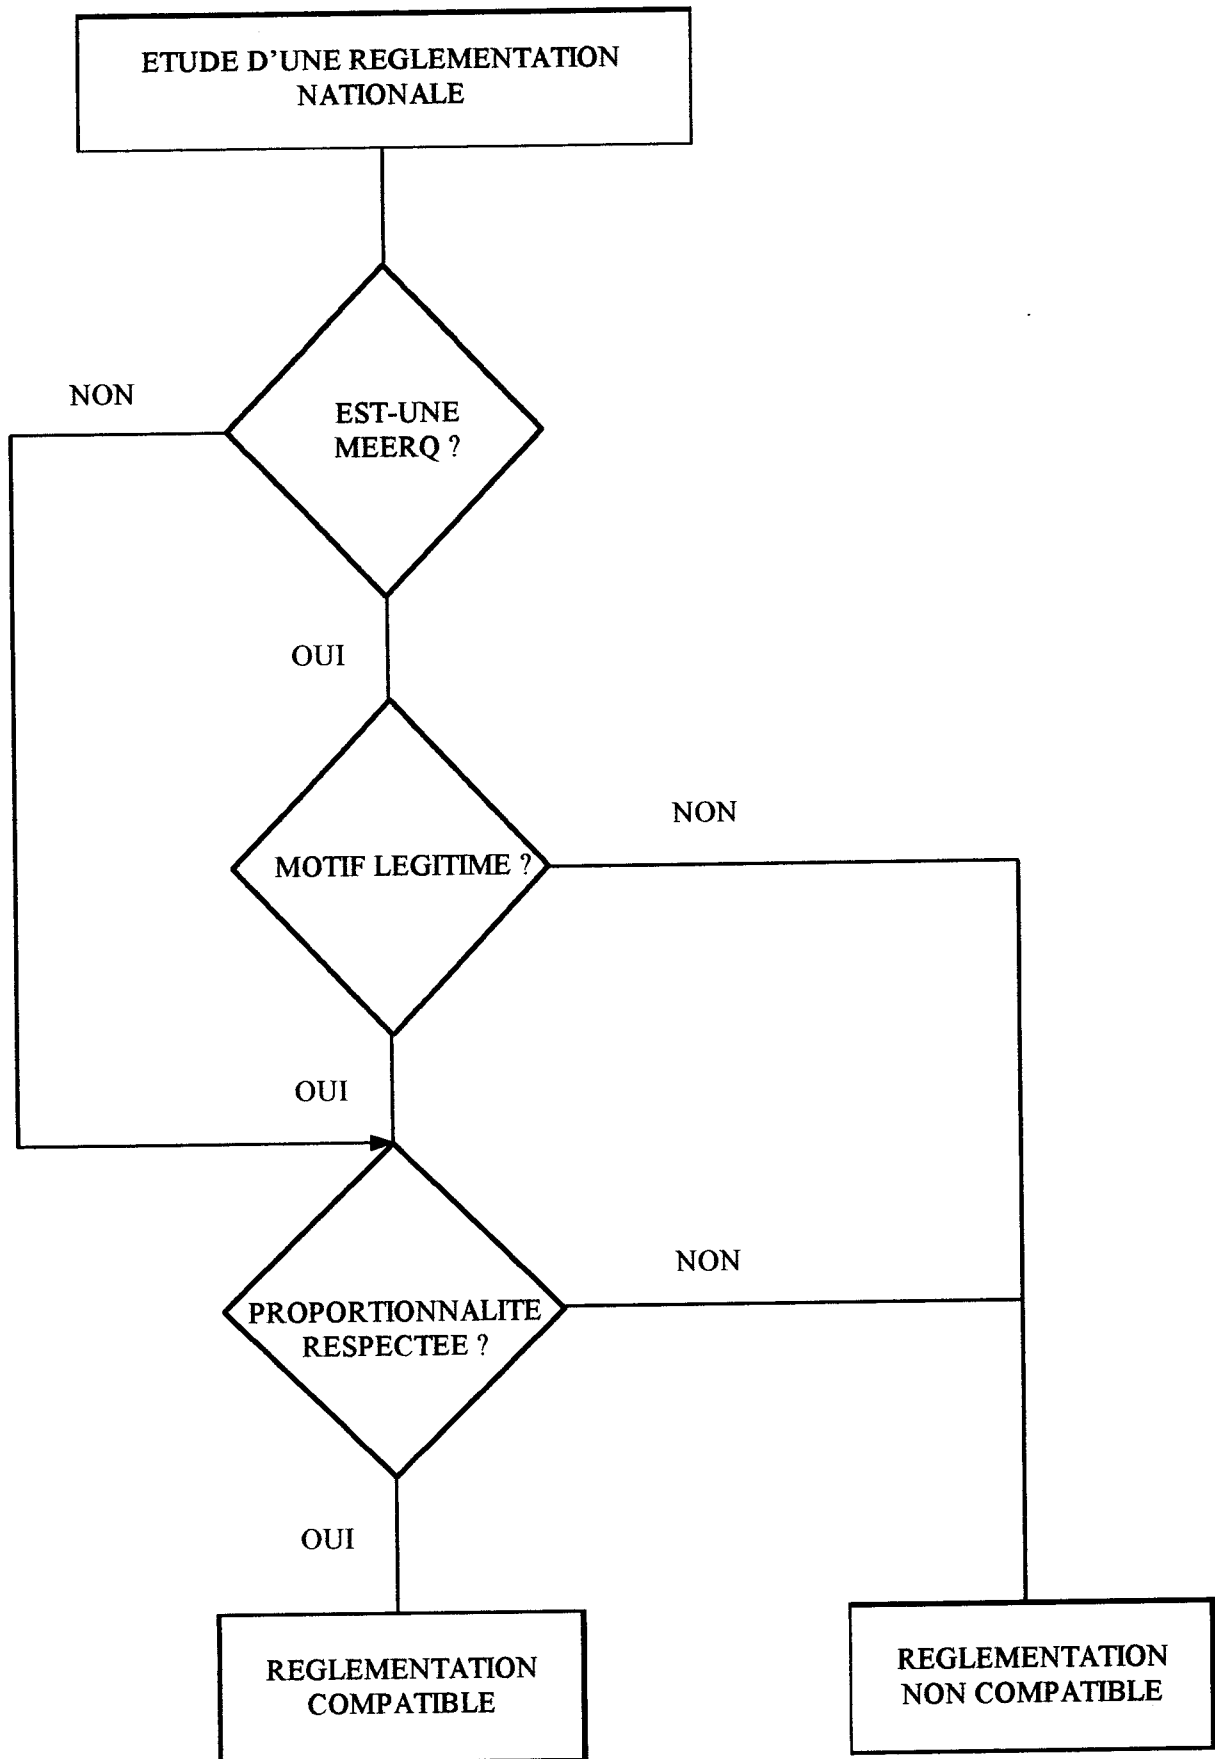 ETUDE D'UNE REGLEMENTATION
NATIONALE
NON
EST-UNE
MEERQ ?
OUI
NON
MOTIF LEGITIME ?
OUI
NON
PROPORTIONNALITE
RESPECTEE ?
OUI
REGLEMENTATION
COMPATIBLE
REGLEMENTATION
NON COMPATIBLE